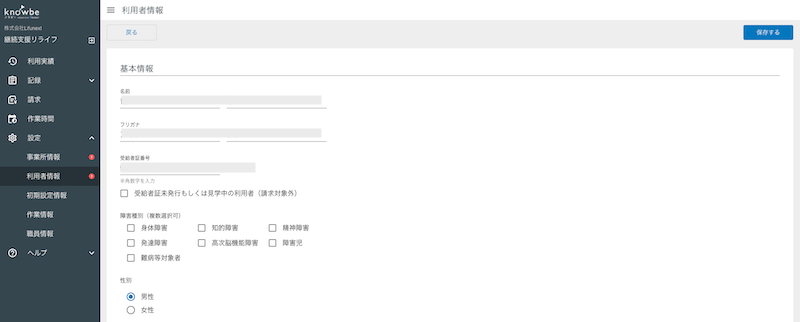 knowbe
株式会社Lifunext
継続支援リライフ
利用実績
記録
請求
作業時間
設定
事業所情報
利用者情報
初期設定情報
作業情報
職員情報
ヘルプ
利用者情報
戻る
保存する
基本情報
名前
フリガナ
受給者証番号
半角数字を入力
受給者証未発行もしくは見学中の利用者（請求対象外）
障害種別（複数選択可）
身体障害 知的障害 精神障害
発達障害 高次脳機能障害 障害児
難病等対象者
性別
男性
女性